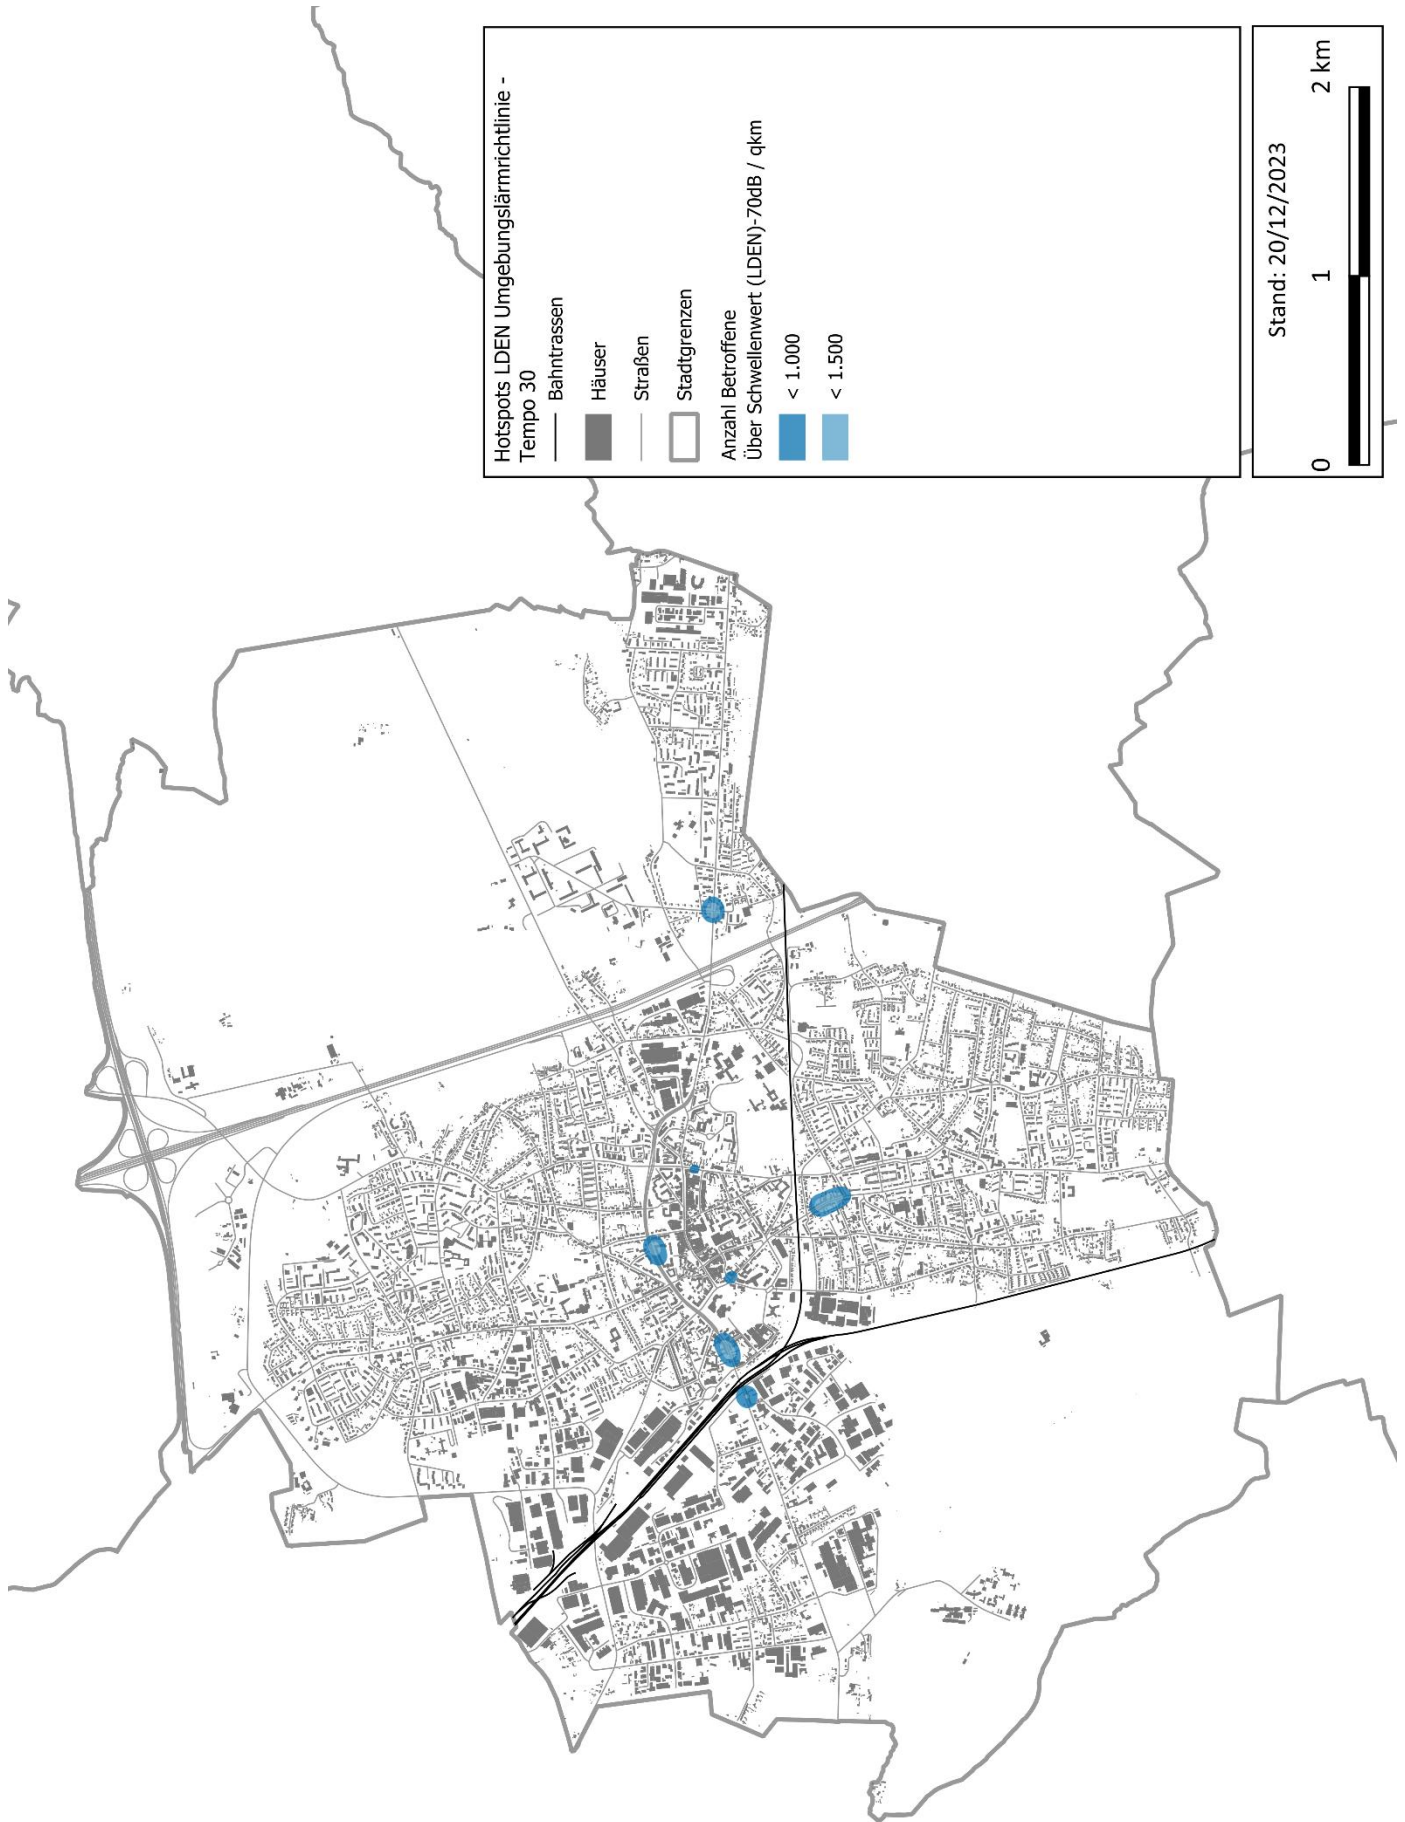 Hotspots LDEN Umgebungslärmrichtlinie -
Tempo 30
Bahntrassen
Häuser
Straßen
Stadtgrenzen
Anzahl Betroffene
Über Schwellenwert (LDEN)-70dB / qkm
< 1.000
< 1.500
Stand: 20/12/2023
0 1 2 km